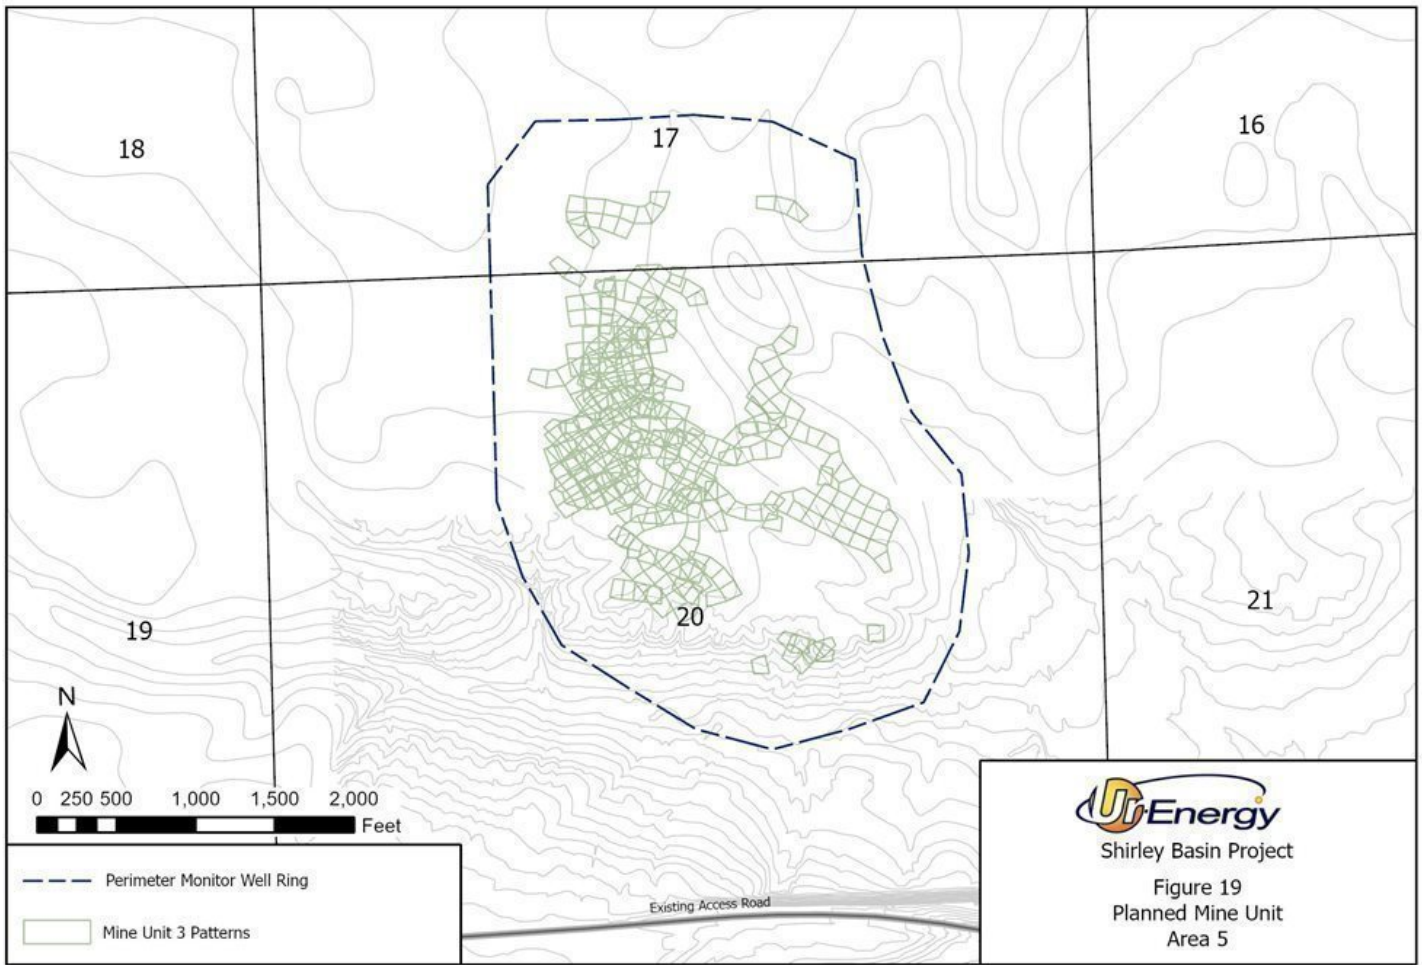 17
16
18
20
21
19
N
0 250 500 1,000 1,500 2,000
Feet
Perimeter Monitor Well Ring
Mine Unit 3 Patterns
Existing Access Road
Ur-Energy
Shirley Basin Project
Figure 19
Planned Mine Unit
Area 5